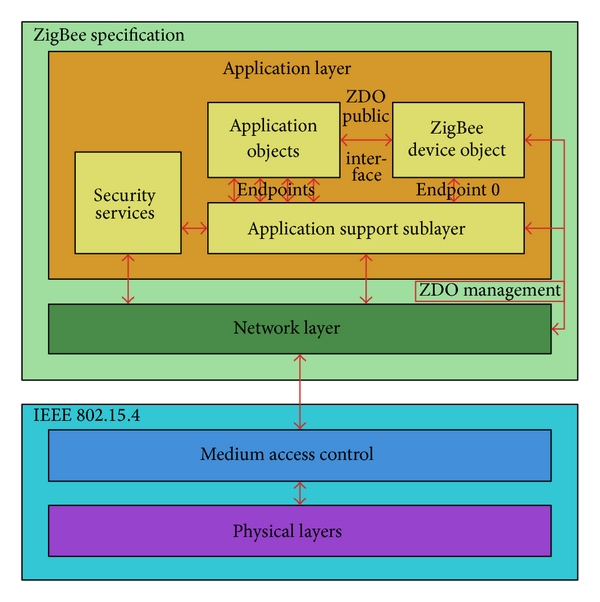 ZigBee specification
Application layer
Application
objects
ZDO
public
inter-
face
ZigBee
device object
Security
services
Endpoints
Endpoint 0
Application support sublayer
ZDO management
Network layer
IEEE 802.15.4
Medium access control
Physical layers